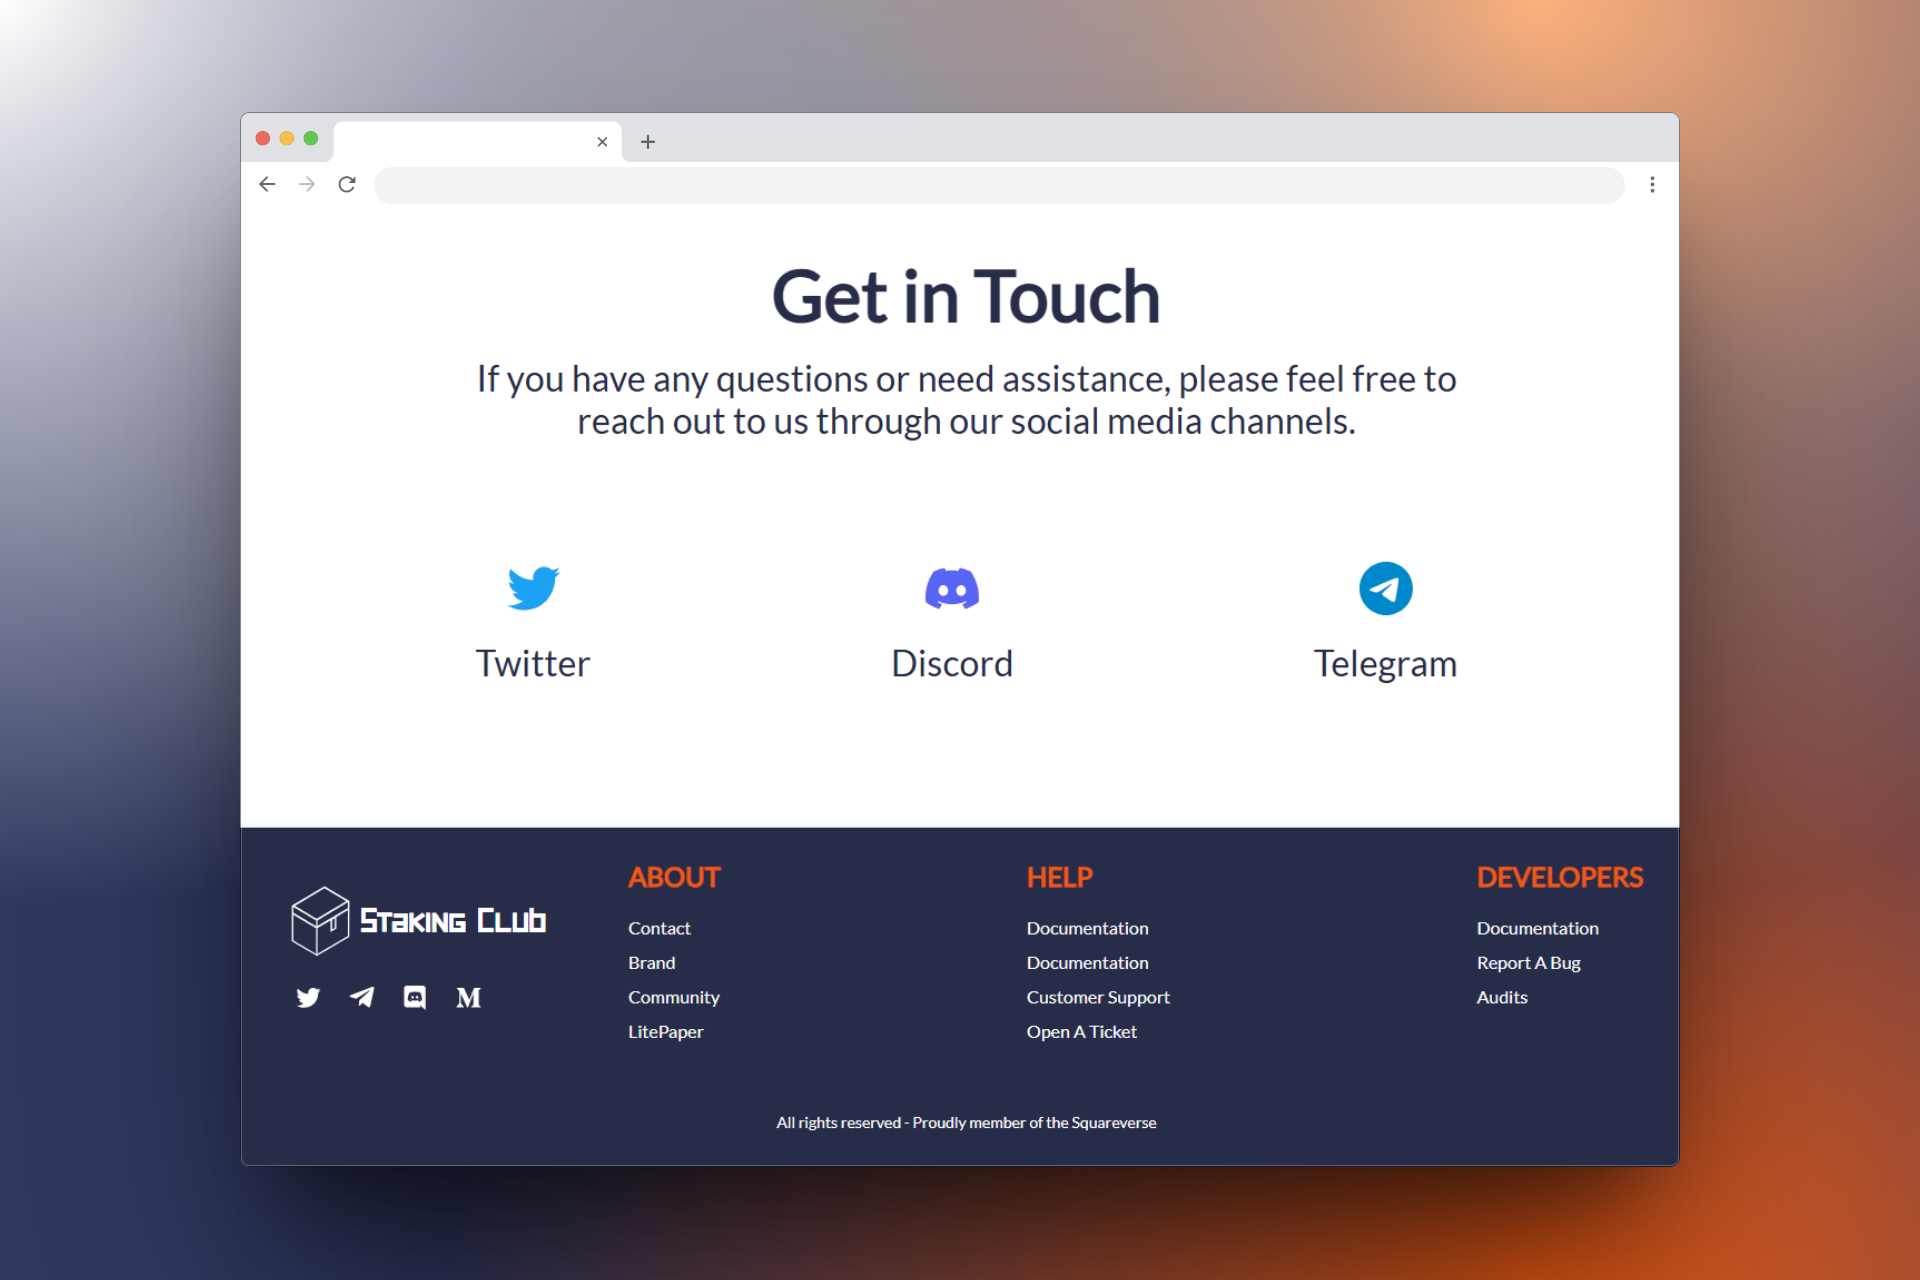 Get in Touch
If you have any questions or need assistance, please feel free to
reach out to us through our social media channels.
Twitter
Discord
Telegram
Staking Club
ABOUT
Contact
Brand
Community
LitePaper
HELP
Documentation
Documentation
Customer Support
Open A Ticket
DEVELOPERS
Documentation
Report A Bug
Audits
All rights reserved - Proudly member of the Squareverse